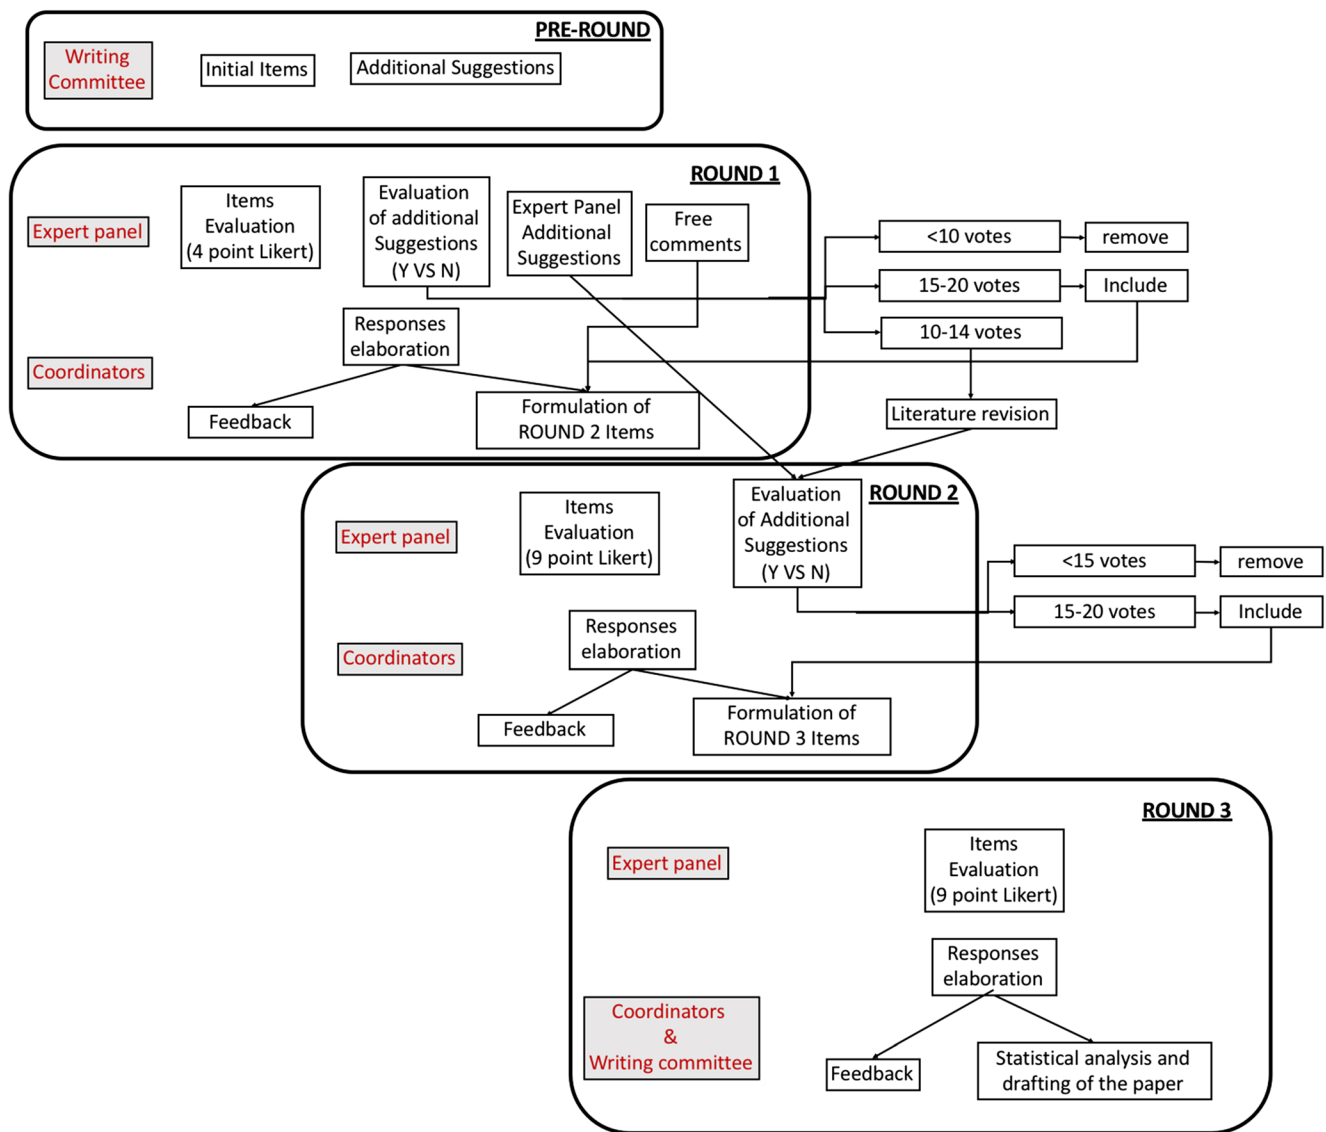 PRE-ROUND
Writing
Committee
Initial Items
Additional Suggestions
ROUND 1
Expert panel
Items
Evaluation
(4 point Likert)
Evaluation
of additional
Suggestions
(Y VS N)
Expert Panel
Additional
Suggestions
Free
comments
<10 votes
remove
15-20 votes
Include
10-14 votes
Literature revision
Coordinators
Responses
elaboration
Feedback
Formulation of
ROUND 2 Items
ROUND 2
Expert panel
Items
Evaluation
(9 point Likert)
Evaluation
of Additional
Suggestions
(Y VS N)
<15 votes
remove
15-20 votes
Include
Coordinators
Responses
elaboration
Feedback
Formulation of
ROUND 3 Items
ROUND 3
Expert panel
Items
Evaluation
(9 point Likert)
Responses
elaboration
Coordinators
&
Writing committee
Feedback
Statistical analysis and
drafting of the paper